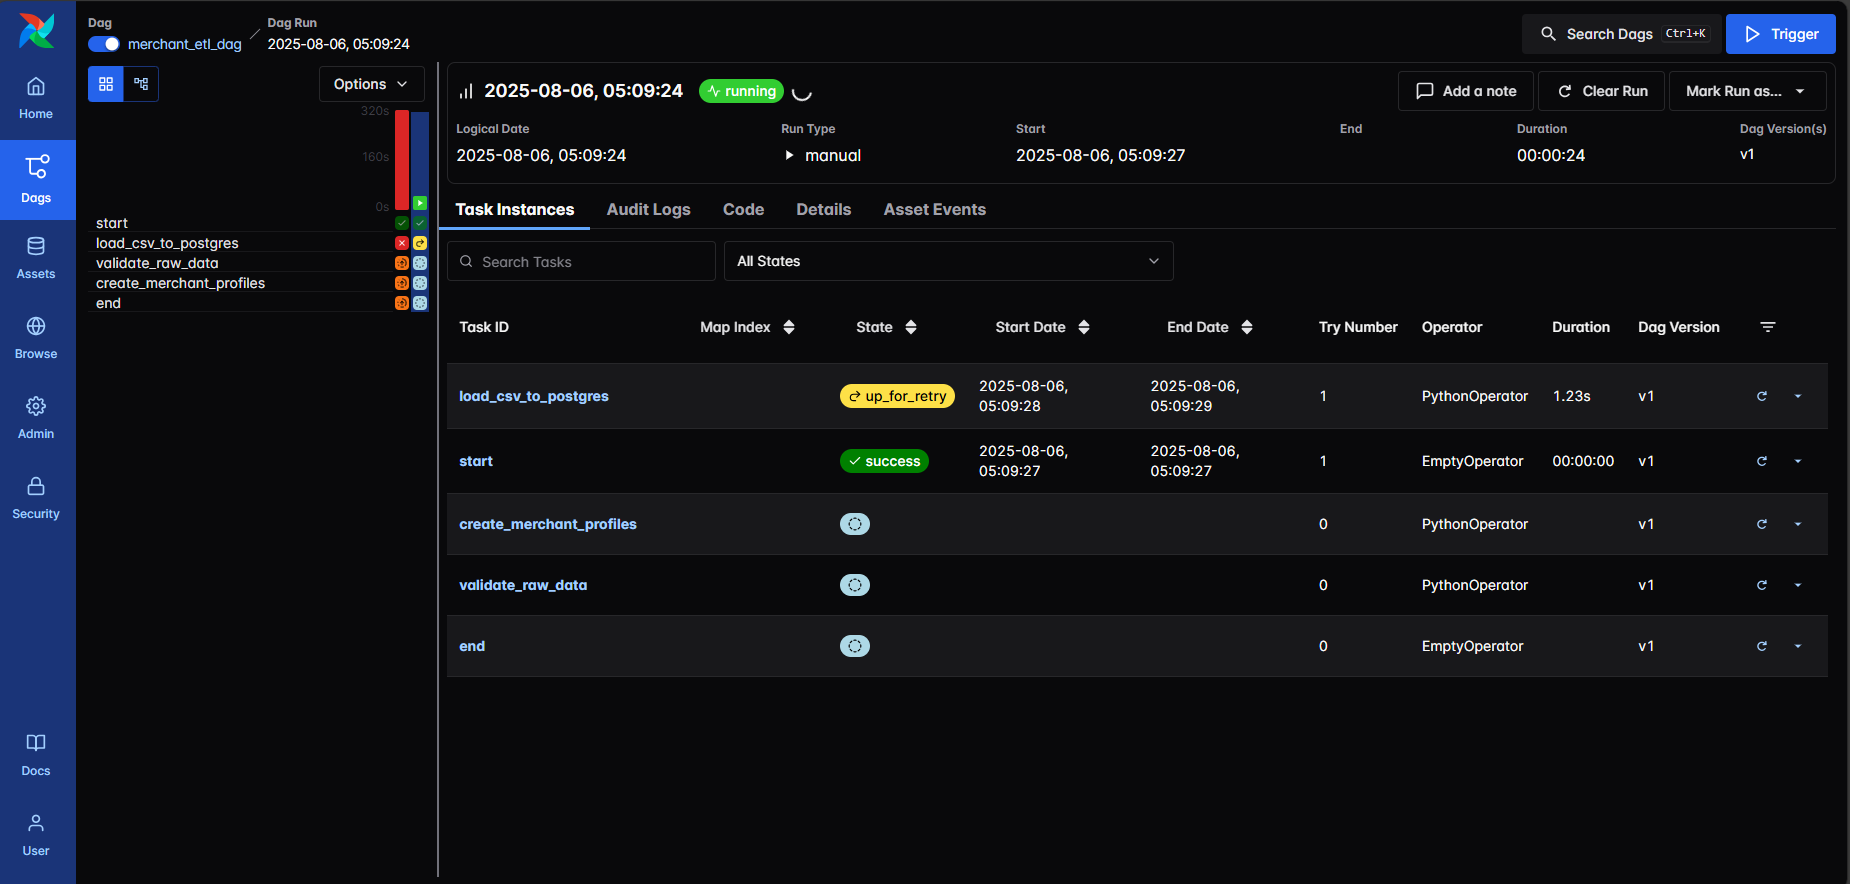 Dag
merchant_etl_dag
Dag Run
2025-08-06, 05:09:24
Search Dags
Ctrl+K
Trigger
Home
Dags
Assets
Browse
Admin
Security
Docs
User
Options
320s
160s
0s
start
load_csv_to_postgres
validate_raw_data
create_merchant_profiles
end
2025-08-06, 05:09:24
running
Add a note
Clear Run
Mark Run as...
Logical Date
2025-08-06, 05:09:24
Run Type
manual
Start
2025-08-06, 05:09:27
End
Duration
00:00:24
Dag Version(s)
v1
Task Instances
Audit Logs
Code
Details
Asset Events
Search Tasks
All States
Task ID Map Index State Start Date End Date Try Number Operator Duration Dag Version
load_csv_to_postgres up_for_retry 2025-08-06, 05:09:28 2025-08-06, 05:09:29 1 PythonOperator 1.23s v1
start success 2025-08-06, 05:09:27 2025-08-06, 05:09:27 1 EmptyOperator 00:00:00 v1
create_merchant_profiles 0 PythonOperator v1
validate_raw_data 0 PythonOperator v1
end 0 EmptyOperator v1